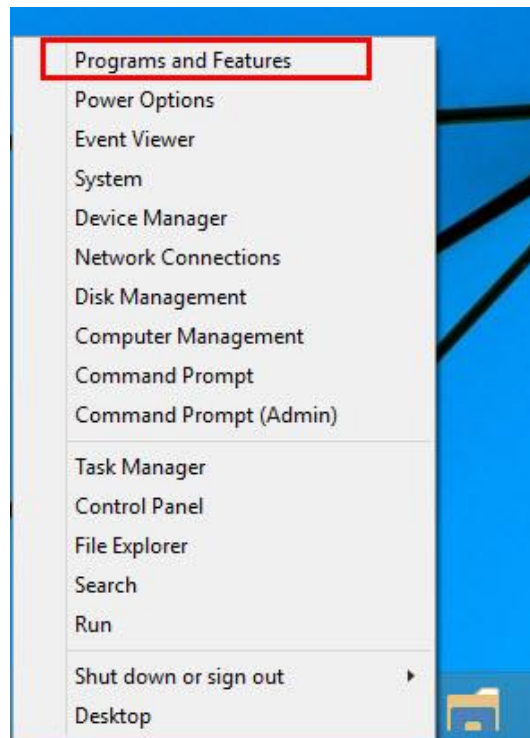 Programs and Features
Power Options
Event Viewer
System
Device Manager
Network Connections
Disk Management
Computer Management
Command Prompt
Command Prompt (Admin)
Task Manager
Control Panel
File Explorer
Search
Run
Shut down or sign out
Desktop